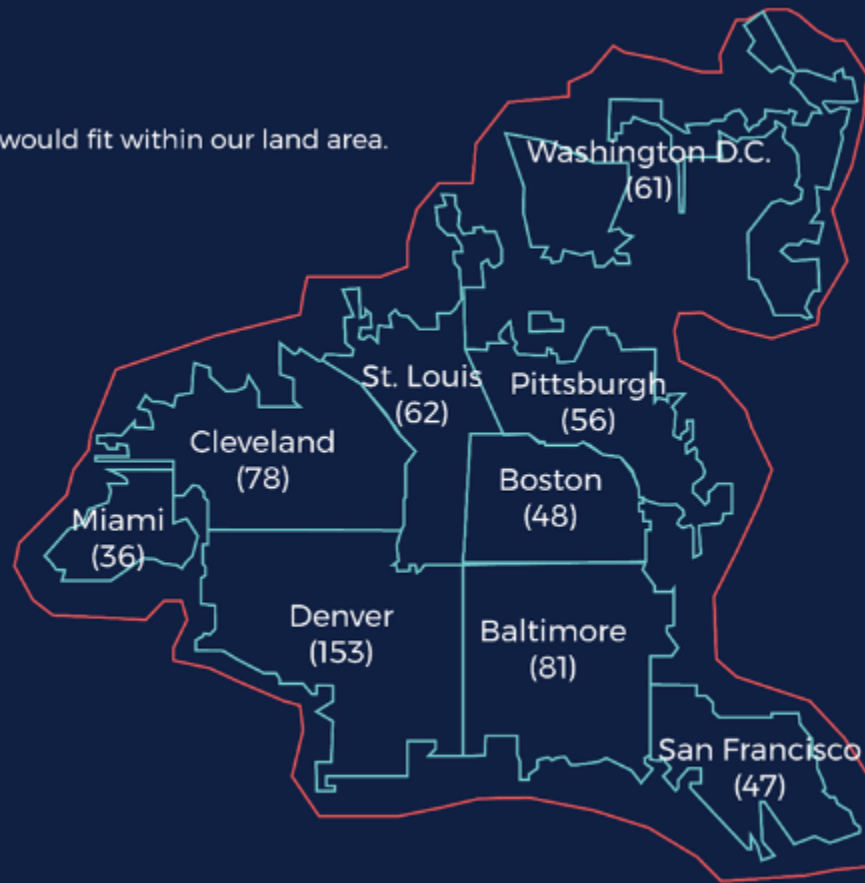 would fit within our land area.
Washington D.C.
(61)
St. Louis
(62)
Pittsburgh
(56)
Cleveland
(78)
Boston
(48)
Miami
(36)
Denver
(153)
Baltimore
(81)
San Francisco
(47)